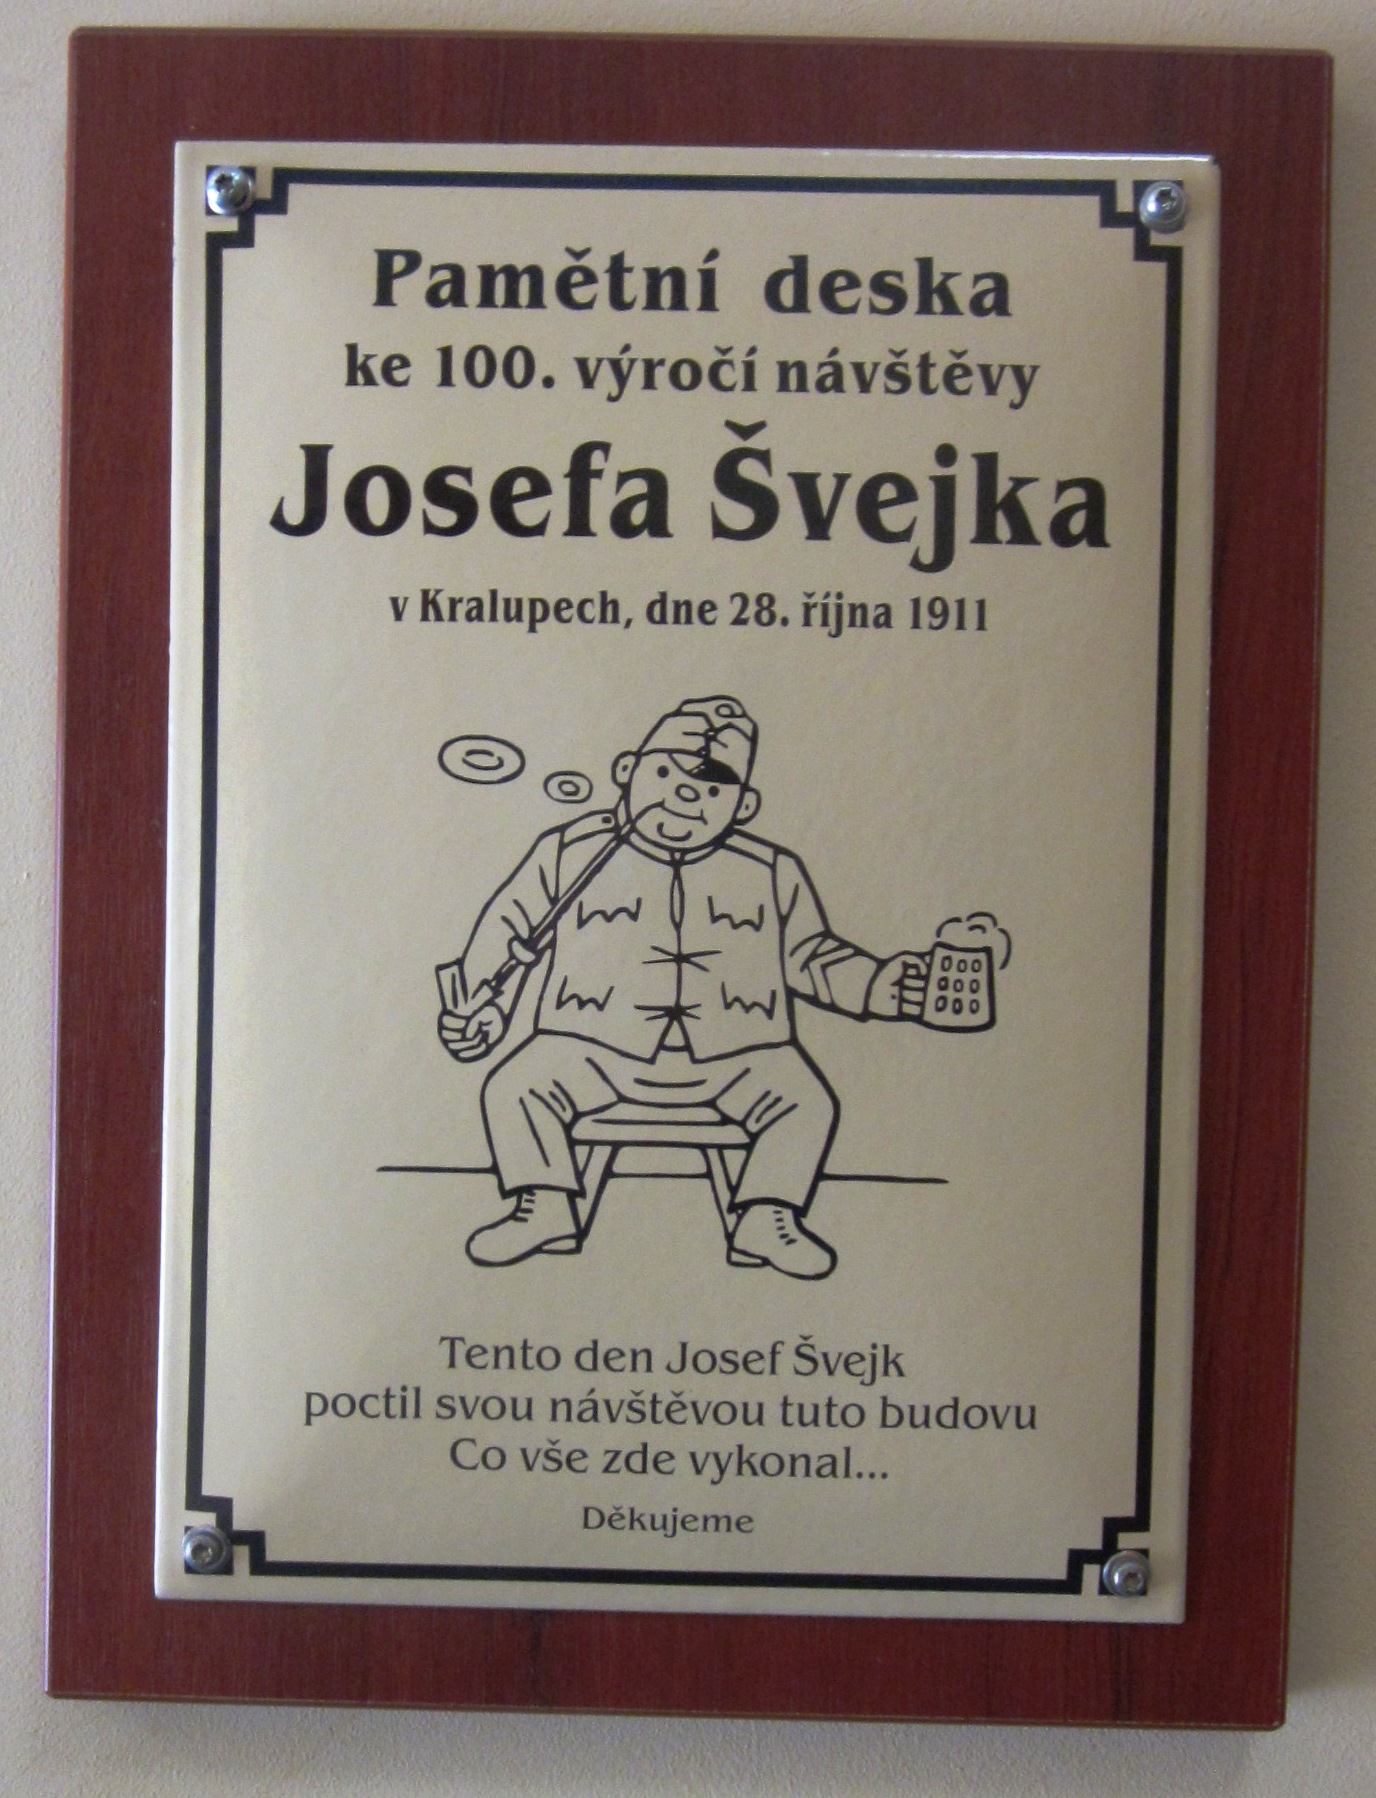 Pamětní deska
ke 100. výročí návštěvy
Josefa Švejka
v Kralupech, dne 28. října 1911
Tento den Josef Švejk
poctil svou návštěvou tuto budovu
Co vše zde vykonal...
Děkujeme